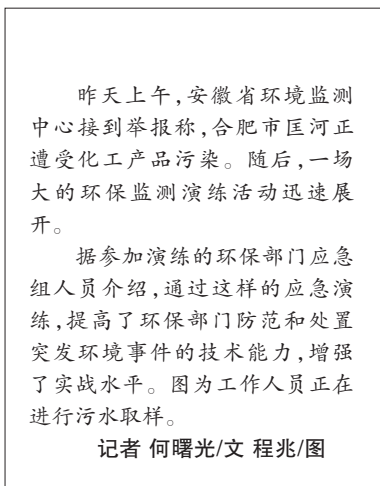 昨天上午,安徽省环境监测
中心接到举报称,合肥市匡河正
遭受化工产品污染。随后,一场
大的环保监测演练活动迅速展
开。
据参加演练的环保部门应急
组人员介绍,通过这样的应急演
练,提高了环保部门防范和处置
突发环境事件的技术能力,增强
了实战水平。图为工作人员正在
进行污水取样。
记者 何曙光/文 程兆/图